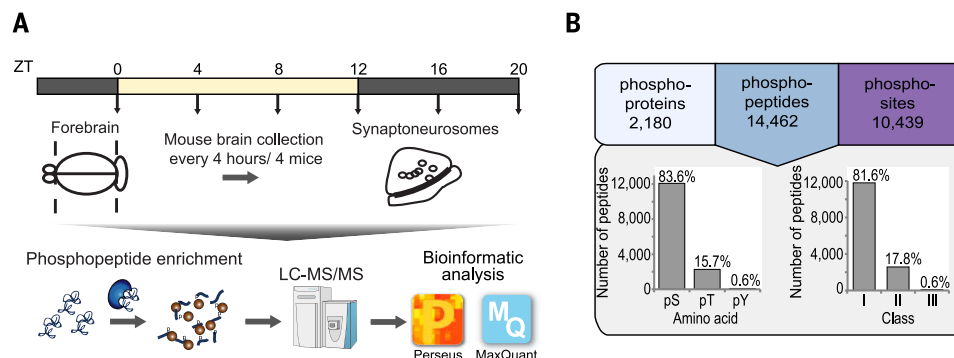 A
ZT
0 4 8 12 16 20
Forebrain
Mouse brain collection
every 4 hours/ 4 mice
Synaptoneurosomes
Phosphopeptide enrichment
LC-MS/MS
Bioinformatic
analysis
P
M
Q
Perseus
MaxQuant
B
phospho-
proteins
2,180
phospho-
peptides
14,462
phospho-
sites
10,439
Number of peptides
12,000
8,000
4,000
0
83.6%
15.7%
0.6%
pS pT pY
Amino acid
Number of peptides
12,000
8,000
4,000
0
81.6%
17.8%
0.6%
I II III
Class